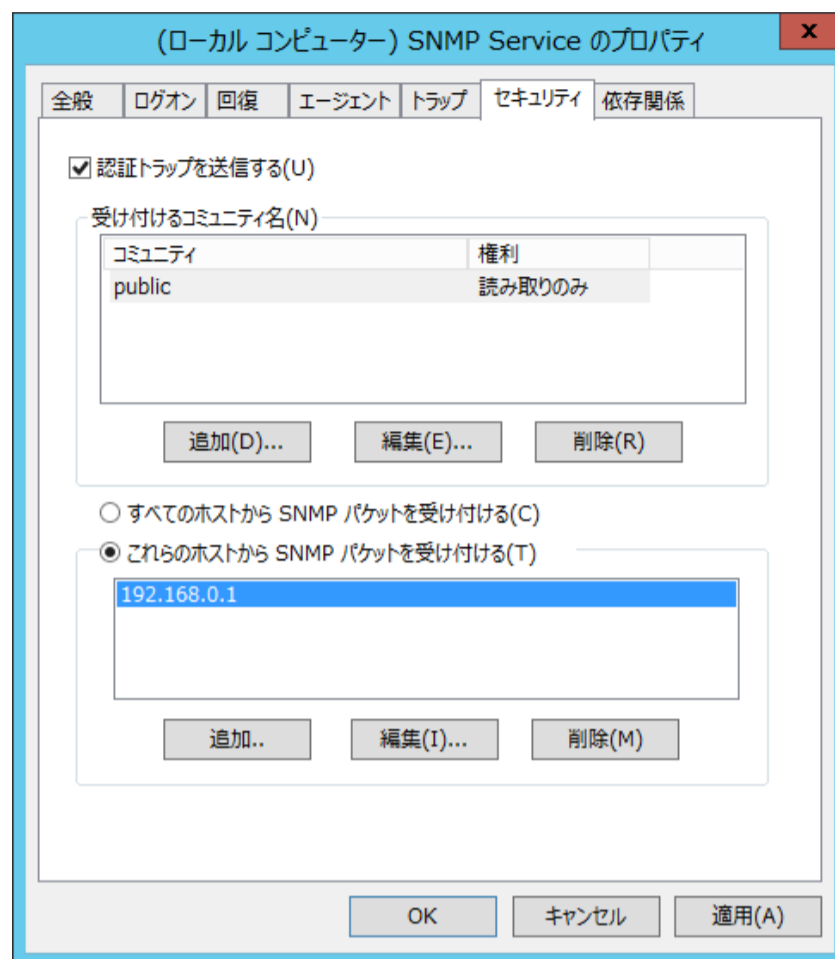 (ローカル コンピューター) SNMP Service のプロパティ
x
全般 ログオン 回復 エージェント トラップ セキュリティ 依存関係
認証トラップを送信する(U)
受け付けるコミュニティ名(N)
コミュニティ 権利
public 読み取りのみ
追加(D)... 編集(E)... 削除(R)
すべてのホストから SNMP パケットを受け付ける(C)
これらのホストから SNMP パケットを受け付ける(T)
192.168.0.1
追加.. 編集(I)... 削除(M)
OK キャンセル 適用(A)